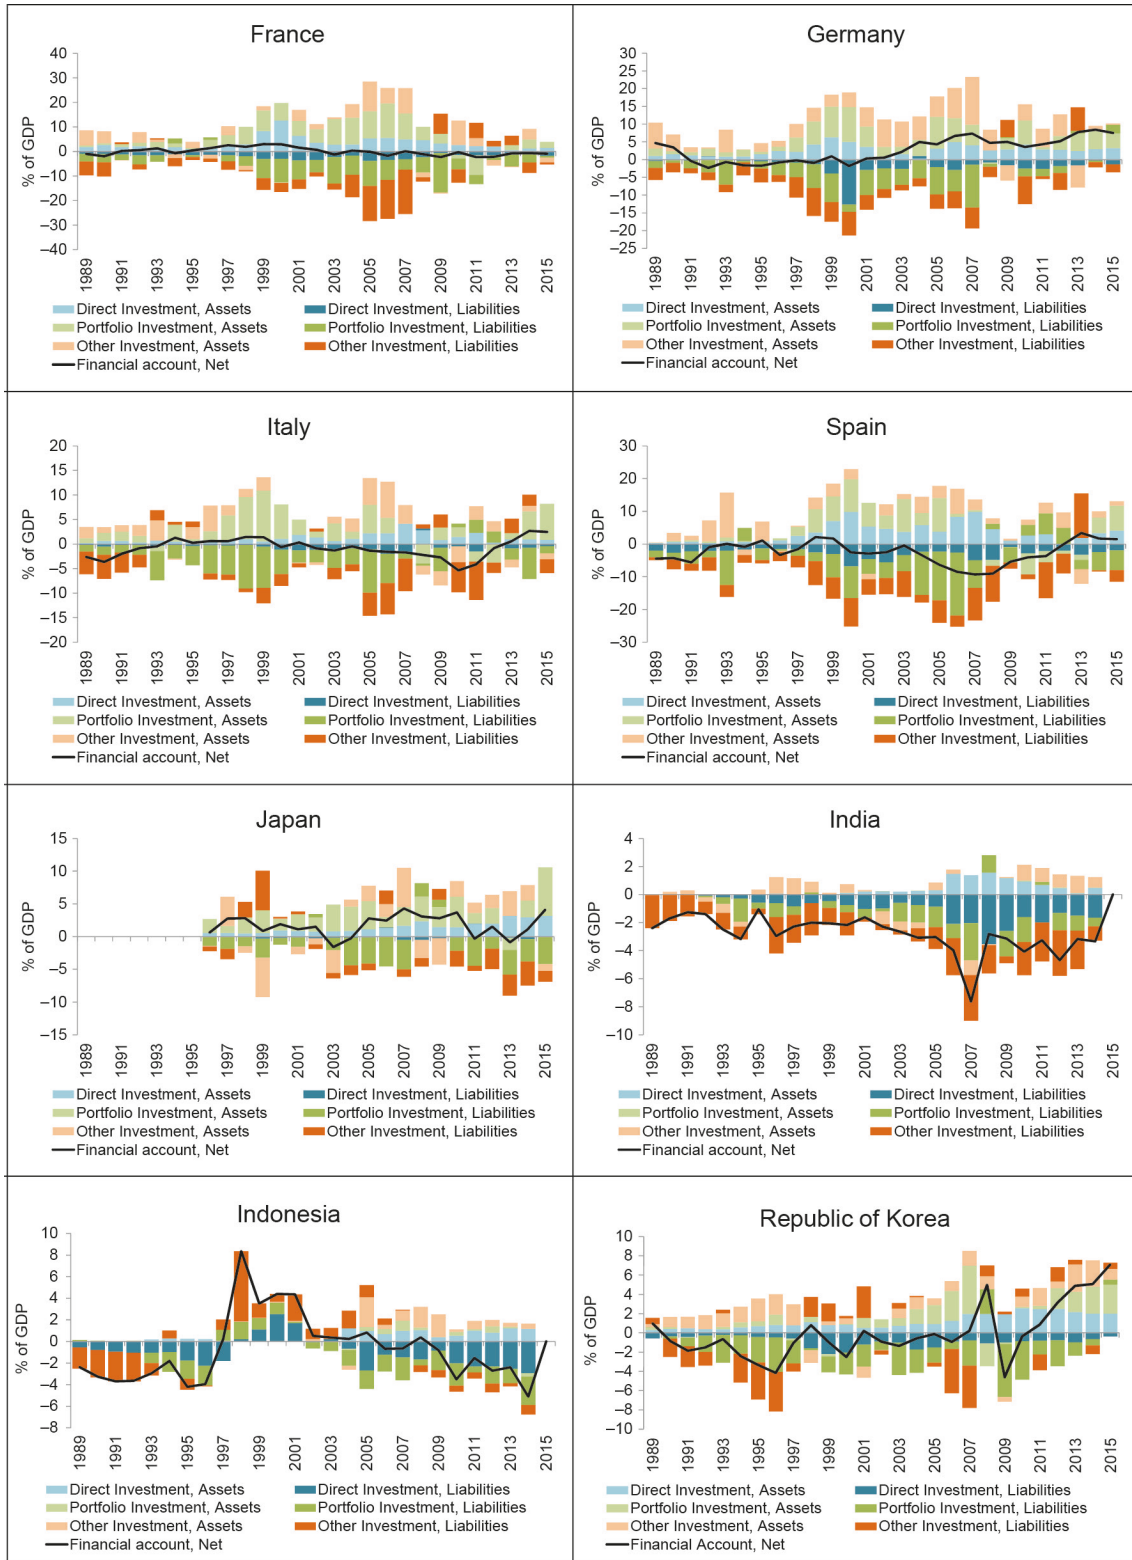 France
% of GDP
40
30
20
10
0
–10
–20
–30
–40
1989
1991
1993
1995
1997
1999
2001
2003
2005
2007
2009
2011
2013
2015
Direct Investment, Assets
Direct Investment, Liabilities
Portfolio Investment, Assets
Portfolio Investment, Liabilities
Other Investment, Assets
Other Investment, Liabilities
Financial account, Net
Germany
% of GDP
30
25
20
15
10
5
0
–5
–10
–15
–20
–25
1989
1991
1993
1995
1997
1999
2001
2003
2005
2007
2009
2011
2013
2015
Direct Investment, Assets
Direct Investment, Liabilities
Portfolio Investment, Assets
Portfolio Investment, Liabilities
Other Investment, Assets
Other Investment, Liabilities
Financial account, Net
Italy
% of GDP
20
15
10
5
0
–5
–10
–15
–20
1989
1991
1993
1995
1997
1999
2001
2003
2005
2007
2009
2011
2013
2015
Direct Investment, Assets
Direct Investment, Liabilities
Portfolio Investment, Assets
Portfolio Investment, Liabilities
Other Investment, Assets
Other Investment, Liabilities
Financial account, Net
Spain
% of GDP
30
20
10
0
–10
–20
–30
1989
1991
1993
1995
1997
1999
2001
2003
2005
2007
2009
2011
2013
2015
Direct Investment, Assets
Direct Investment, Liabilities
Portfolio Investment, Assets
Portfolio Investment, Liabilities
Other Investment, Assets
Other Investment, Liabilities
Financial account, Net
Japan
% of GDP
15
10
5
0
–5
–10
–15
1989
1991
1993
1995
1997
1999
2001
2003
2005
2007
2009
2011
2013
2015
Direct Investment, Assets
Direct Investment, Liabilities
Portfolio Investment, Assets
Portfolio Investment, Liabilities
Other Investment, Assets
Other Investment, Liabilities
Financial account, Net
India
% of GDP
4
2
0
–2
–4
–6
–8
–10
1989
1991
1993
1995
1997
1999
2001
2003
2005
2007
2009
2011
2013
2015
Direct Investment, Assets
Direct Investment, Liabilities
Portfolio Investment, Assets
Portfolio Investment, Liabilities
Other Investment, Assets
Other Investment, Liabilities
Financial account, Net
Indonesia
% of GDP
10
8
6
4
2
0
–2
–4
–6
–8
1989
1991
1993
1995
1997
1999
2001
2003
2005
2007
2009
2011
2013
2015
Direct Investment, Assets
Direct Investment, Liabilities
Portfolio Investment, Assets
Portfolio Investment, Liabilities
Other Investment, Assets
Other Investment, Liabilities
Financial account, Net
Republic of Korea
% of GDP
10
8
6
4
2
0
–2
–4
–6
–8
–10
1989
1991
1993
1995
1997
1999
2001
2003
2005
2007
2009
2011
2013
2015
Direct Investment, Assets
Direct Investment, Liabilities
Portfolio Investment, Assets
Portfolio Investment, Liabilities
Other Investment, Assets
Other Investment, Liabilities
Financial Account, Net